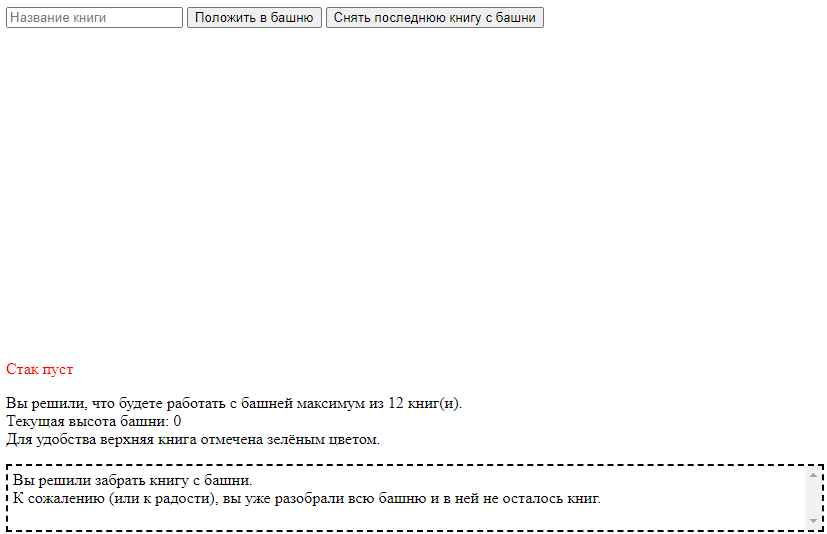 Название книги Положить в башню Снять последнюю книгу с башни
Стак пуст
Вы решили, что будете работать с башней максимум из 12 книг(и).
Текущая высота башни: 0
Для удобства верхняя книга отмечена зелёным цветом.
Вы решили забрать книгу с башни.
К сожалению (или к радости), вы уже разобрали всю башню и в ней не осталось книг.